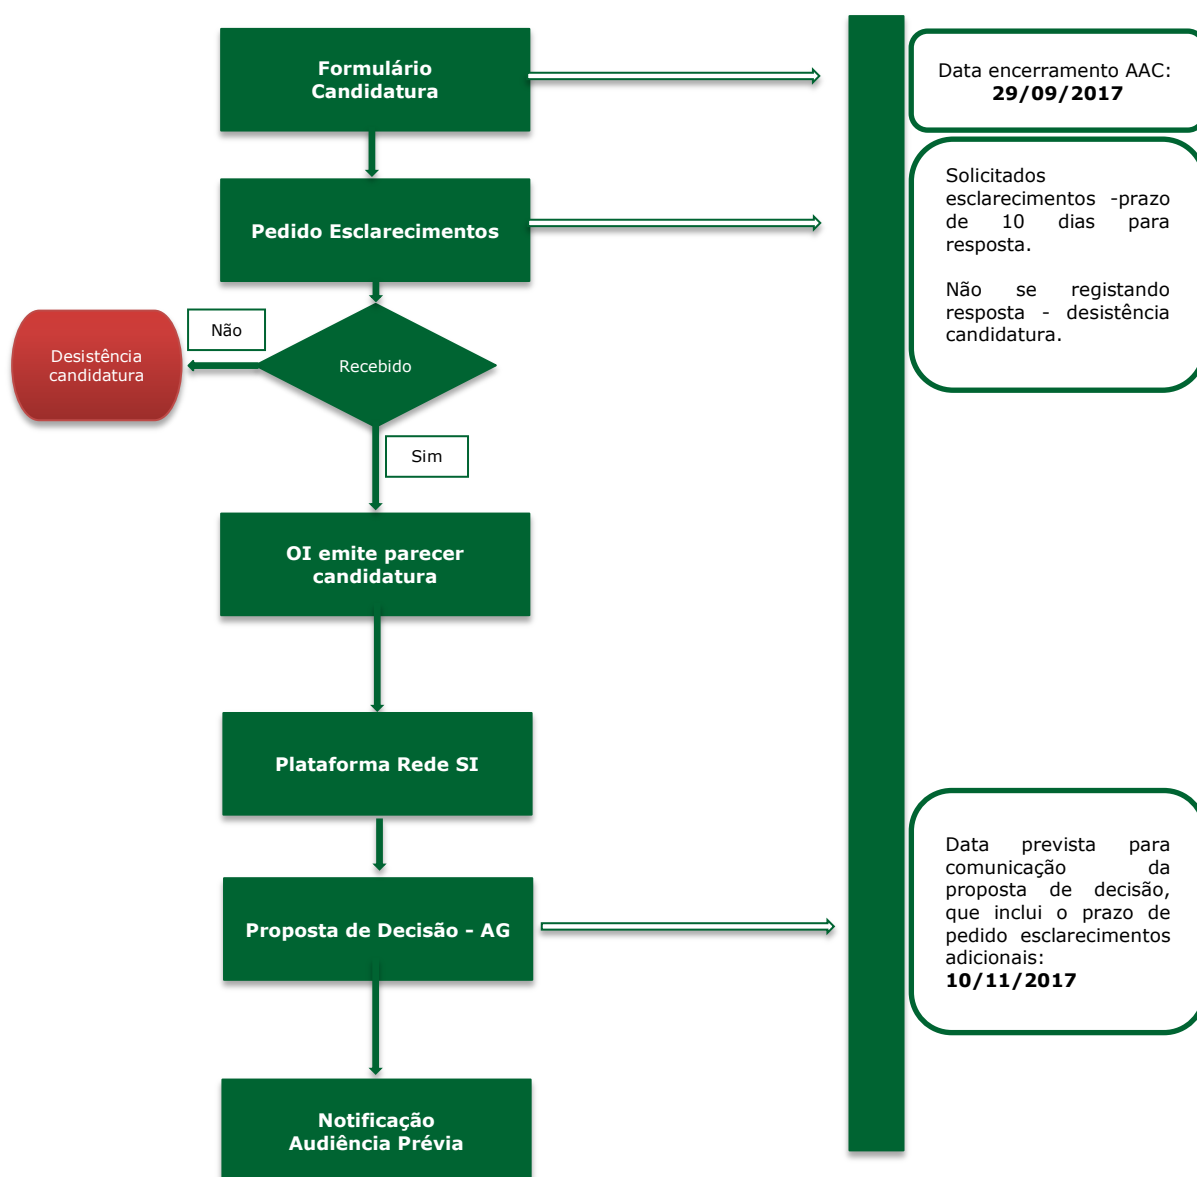 Formulário
Candidatura
Data encerramento AAC:
29/09/2017
Pedido Esclarecimentos
Solicitados
esclarecimentos -prazo
de 10 dias para
resposta.
Não se registando
resposta - desistência
candidatura.
Não
Desistência
candidatura
Recebido
Sim
OI emite parecer
candidatura
Plataforma Rede SI
Proposta de Decisão - AG
Data prevista para
comunicação da
proposta de decisão,
que inclui o prazo de
pedido esclarecimentos
adicionais:
10/11/2017
Notificação
Audiência Prévia